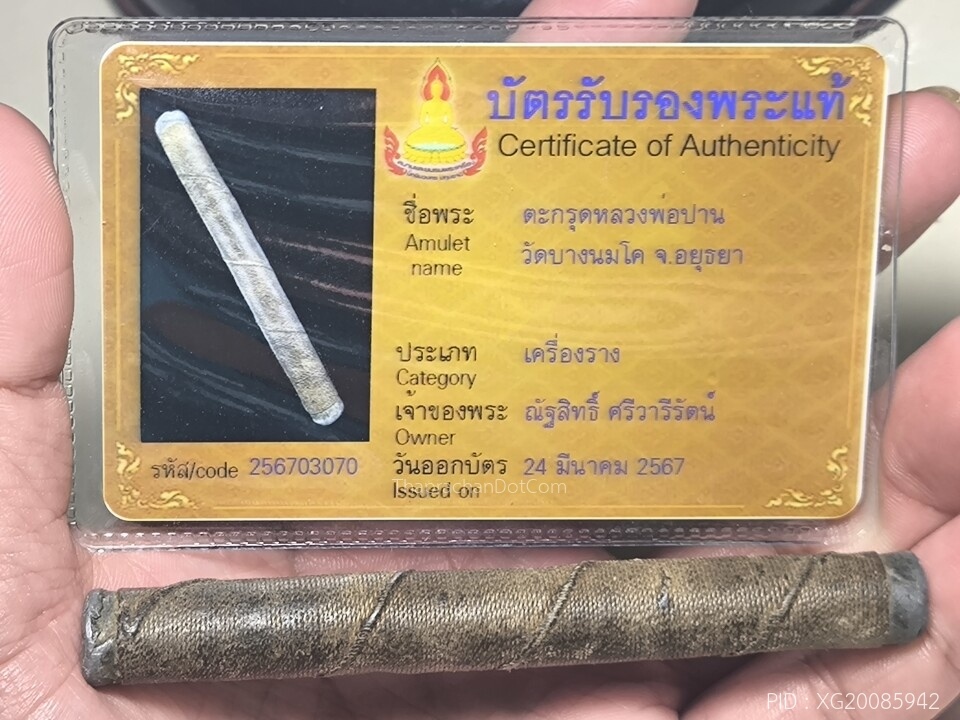 บัตรรับรองพระแท้
Certificate of Authenticity
ชื่อพระ ตะกรุดหลวงพ่อปาน
Amulet name วัดบางนมโค จ.อยุธยา
ประเภท เครื่องราง
Category
เจ้าของพระ ณัฐสิทธิ์ ศรีวารีรัตน์
Owner
รหัส/code 256703070
วันออกบัตร 24 มีนาคม 2567
Issued on
ThaprachanDotCom
PID : XG20085942